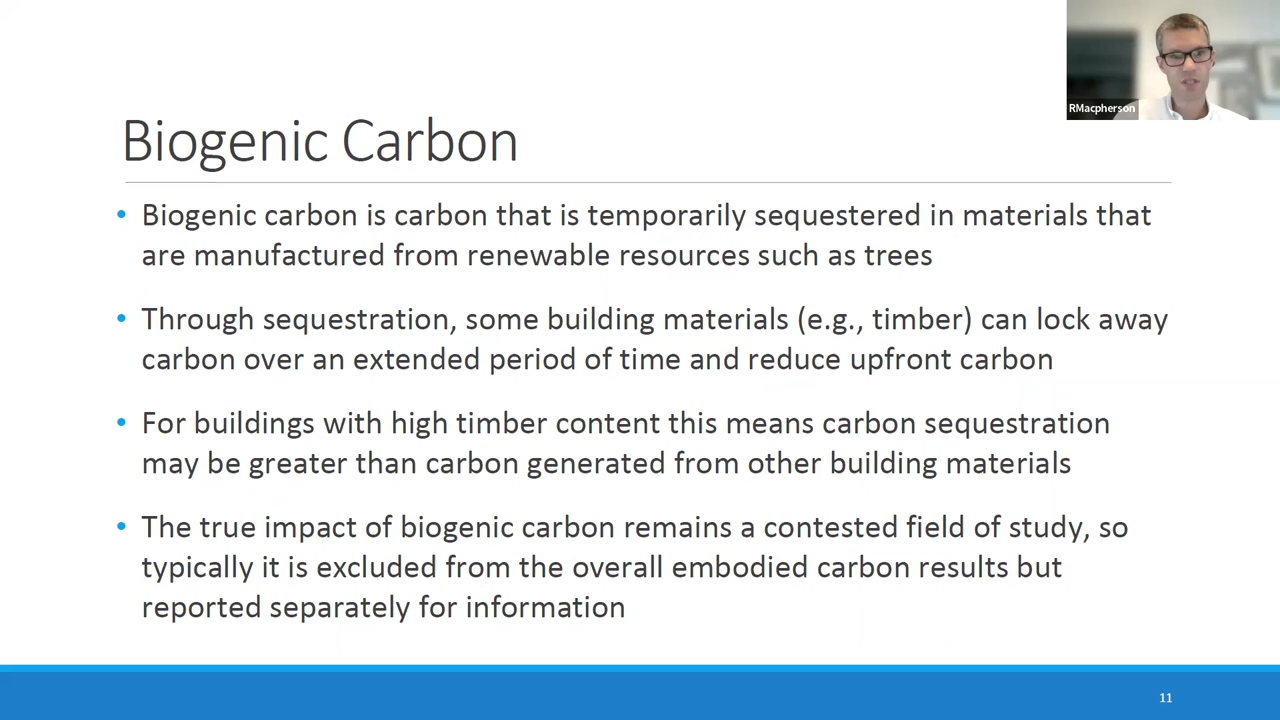 RMacpherson
Biogenic Carbon
• Biogenic carbon is carbon that is temporarily sequestered in materials that
are manufactured from renewable resources such as trees
• Through sequestration, some building materials (e.g., timber) can lock away
carbon over an extended period of time and reduce upfront carbon
• For buildings with high timber content this means carbon sequestration
may be greater than carbon generated from other building materials
• The true impact of biogenic carbon remains a contested field of study, so
typically it is excluded from the overall embodied carbon results but
reported separately for information
11